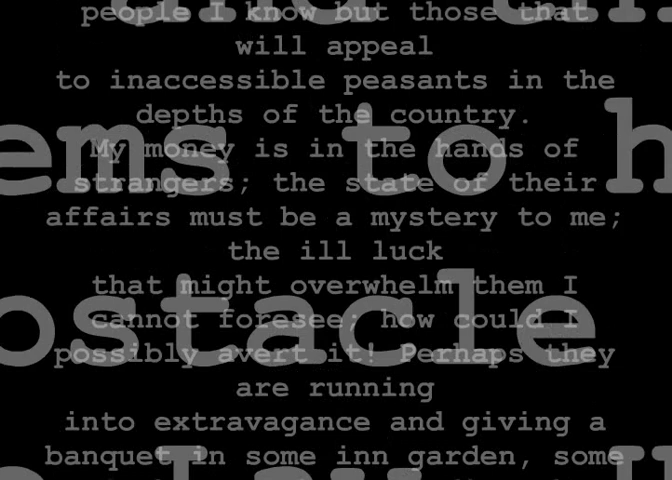 people I know but those that
will appeal
to inaccessible peasants in the
depths of the country.
ems to h
My money is in the hands of
strangers; the state of their
affairs must be a mystery to me;
the ill luck
that might overwhelm them I
ostacle
cannot foresee; how could I
possibly avert it! Perhaps they
are running
into extravagance and giving a
banquet in some inn garden, some